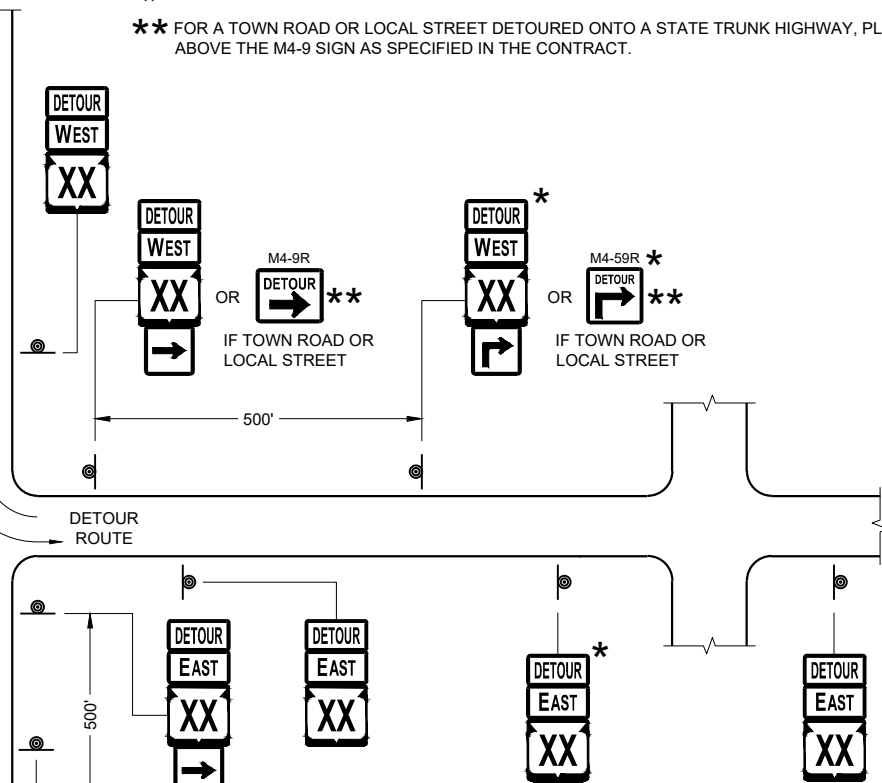 ** FOR A TOWN ROAD OR LOCAL STREET DETOURED ONTO A STATE TRUNK HIGHWAY, PL
ABOVE THE M4-9 SIGN AS SPECIFIED IN THE CONTRACT.
DETOUR
WEST
XX
DETOUR
WEST
XX
OR
M4-9R
DETOUR
**
IF TOWN ROAD OR
LOCAL STREET
DETOUR
*
WEST
XX
OR
M4-59R *
DETOUR
**
IF TOWN ROAD OR
LOCAL STREET
500'
DETOUR
ROUTE
500'
DETOUR
EAST
XX
DETOUR
EAST
XX
DETOUR
*
EAST
XX
DETOUR
EAST
XX